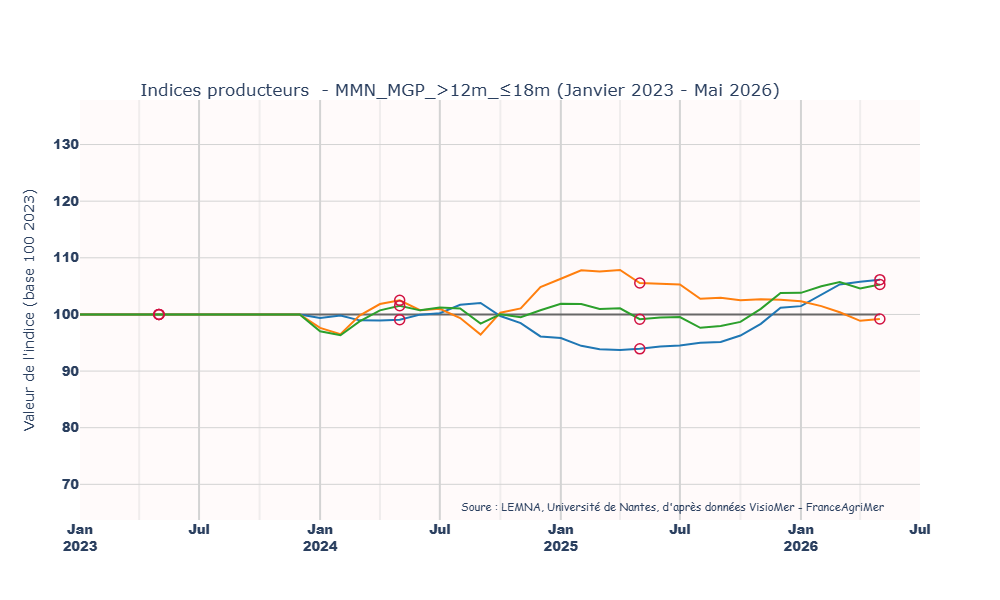 Indices producteurs - MMN_MGP_>12m_≤18m (Janvier 2023 - Mai 2026)
Valeur de l'indice (base 100 2023)
130
120
110
100
90
80
70
Soure : LEMNA, Université de Nantes, d'après données VisioMer - FranceAgriMer
Jan Jul Jan Jul Jan Jul Jan Jul
2023 2024 2025 2026